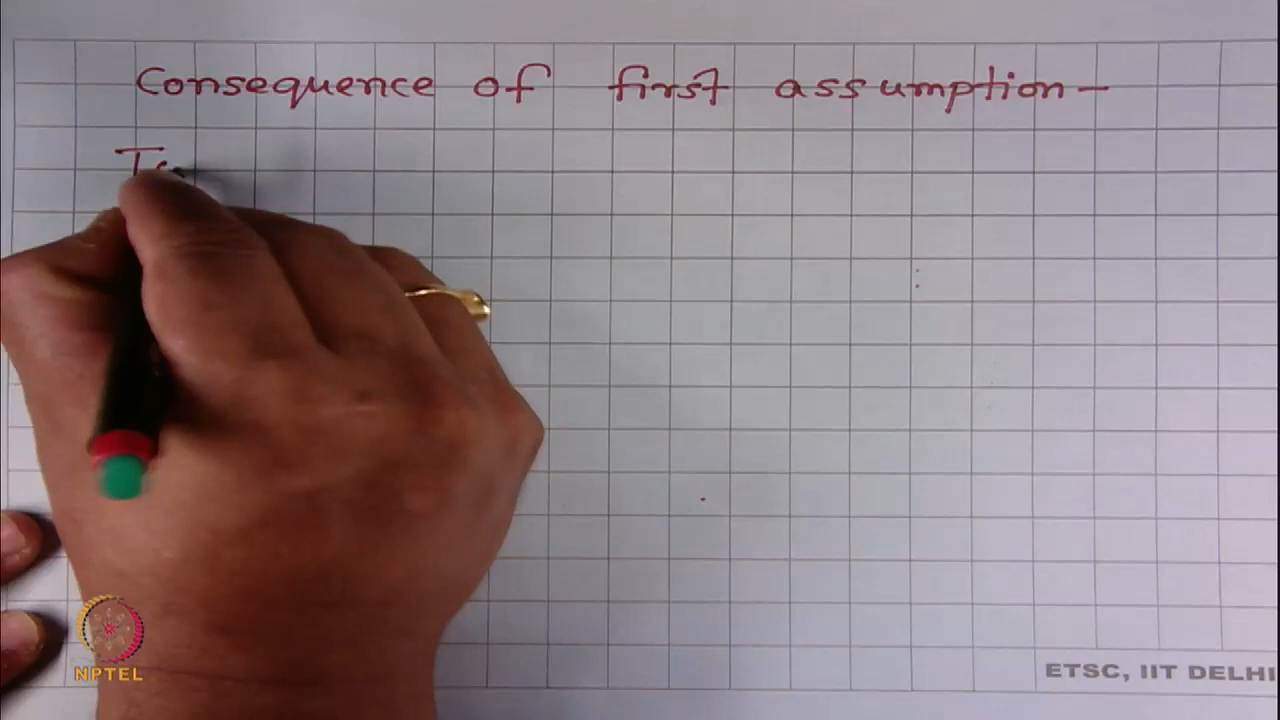 Consequence of first assumption-
NPTEL
ETSC, IIT DELHI